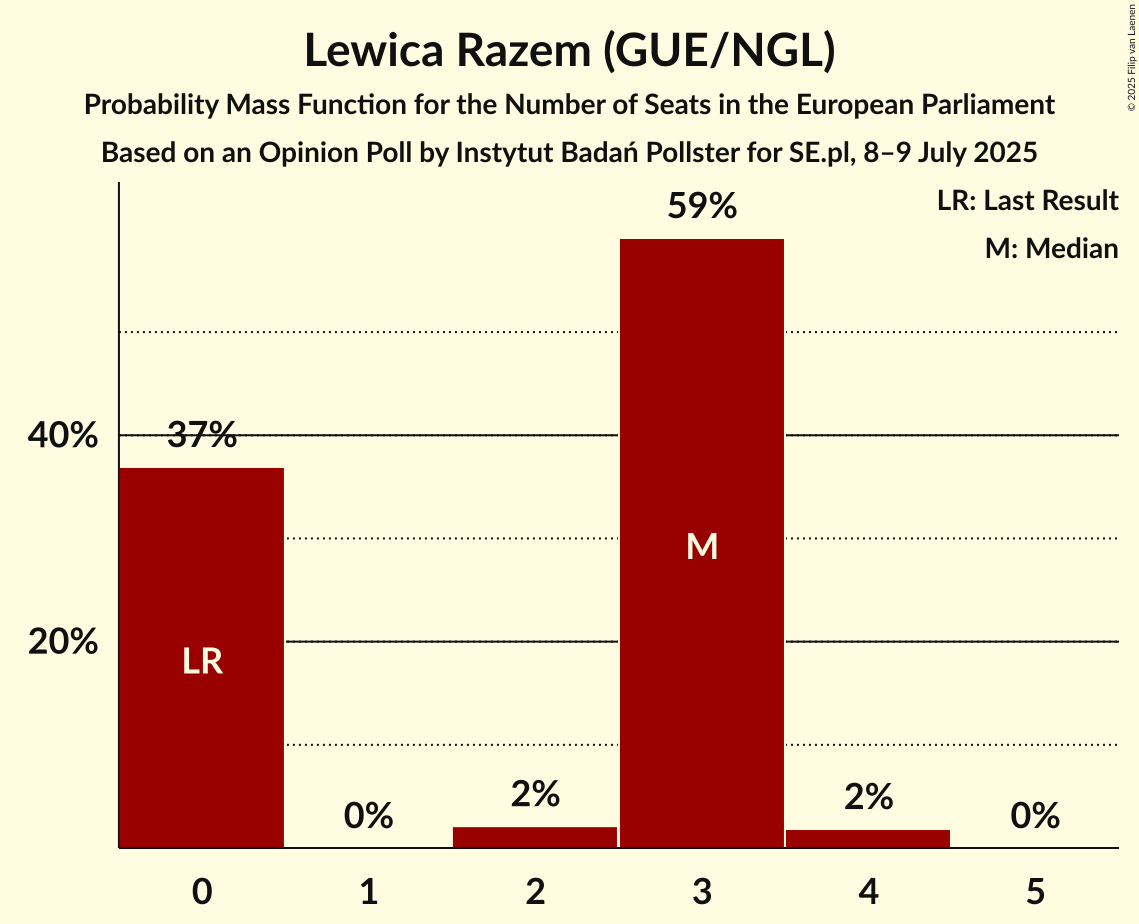 Lewica Razem (GUE/NGL)
Probability Mass Function for the Number of Seats in the European Parliament
Based on an Opinion Poll by Instytut Badań Pollster for SE.pl, 8–9 July 2025
© 2025 Filip van Laenen
LR: Last Result
M: Median
59%
40%
37%
M
20%
LR
2%
2%
0%
0%
0 1 2 3 4 5